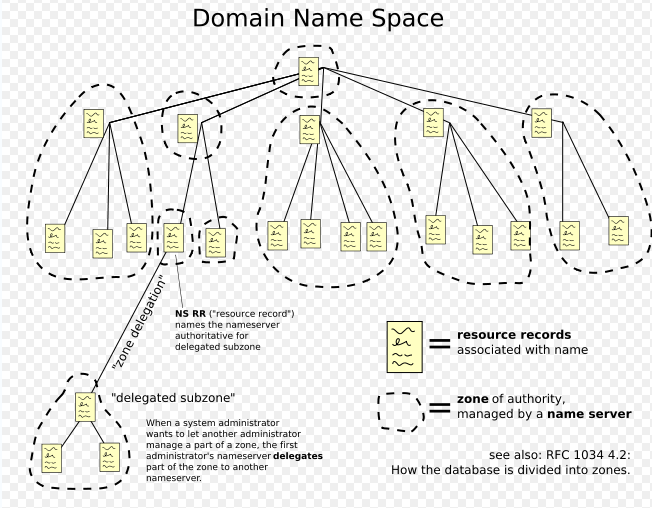 Domain Name Space
"zone delegation"
NS RR ("resource record")
names the nameserver
authoritative for
delegated subzone
resource records
associated with name
"delegated subzone"
zone of authority,
managed by a name server
When a system administrator
wants to let another administrator
manage a part of a zone, the first
administrator's nameserver delegates
part of the zone to another
nameserver.
see also: RFC 1034 4.2:
How the database is divided into zones.